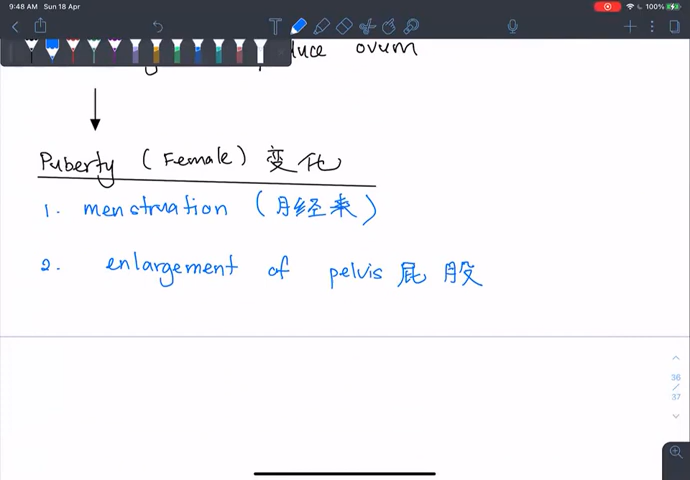 9:48 AM Sun 18 Apr
100%
duce ovum
Puberty (Female) 变化
1. menstruation (月经来)
2. enlargement of pelvis 屁股
36
/
37